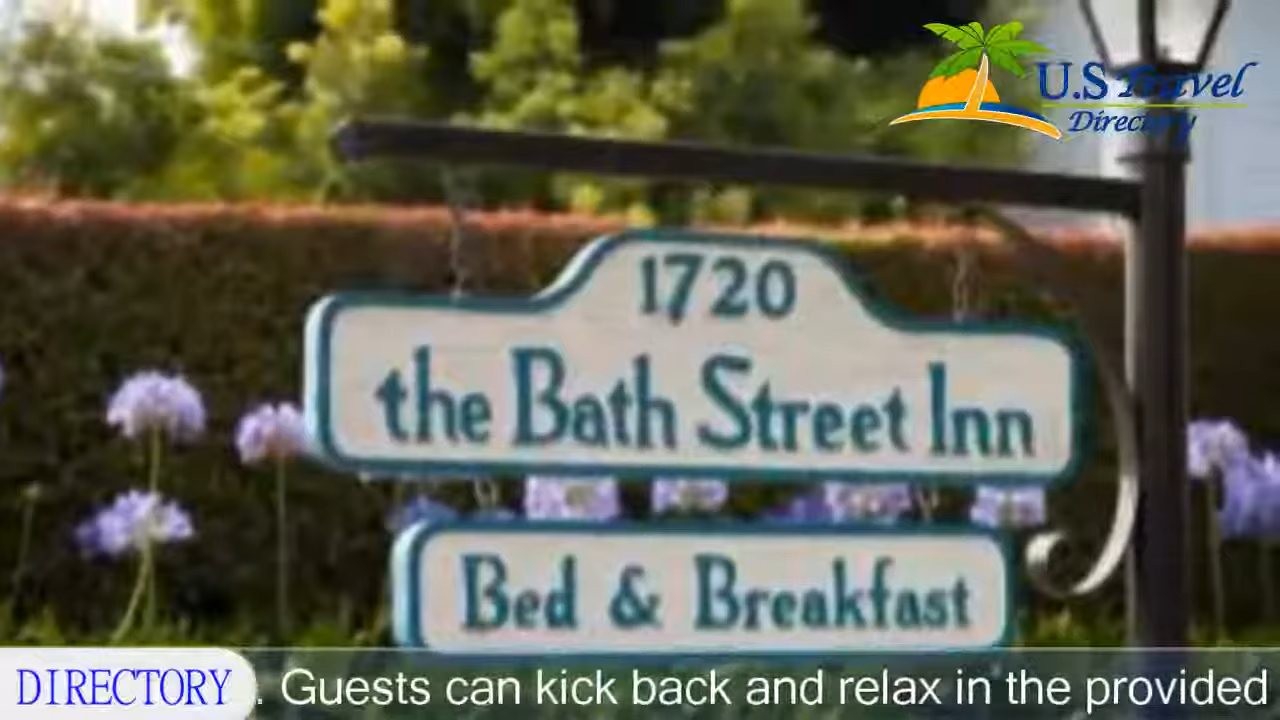 U.S Travel
Directory
1720
the Bath Street Inn
Bed & Breakfast
DIRECTORY
. Guests can kick back and relax in the provided